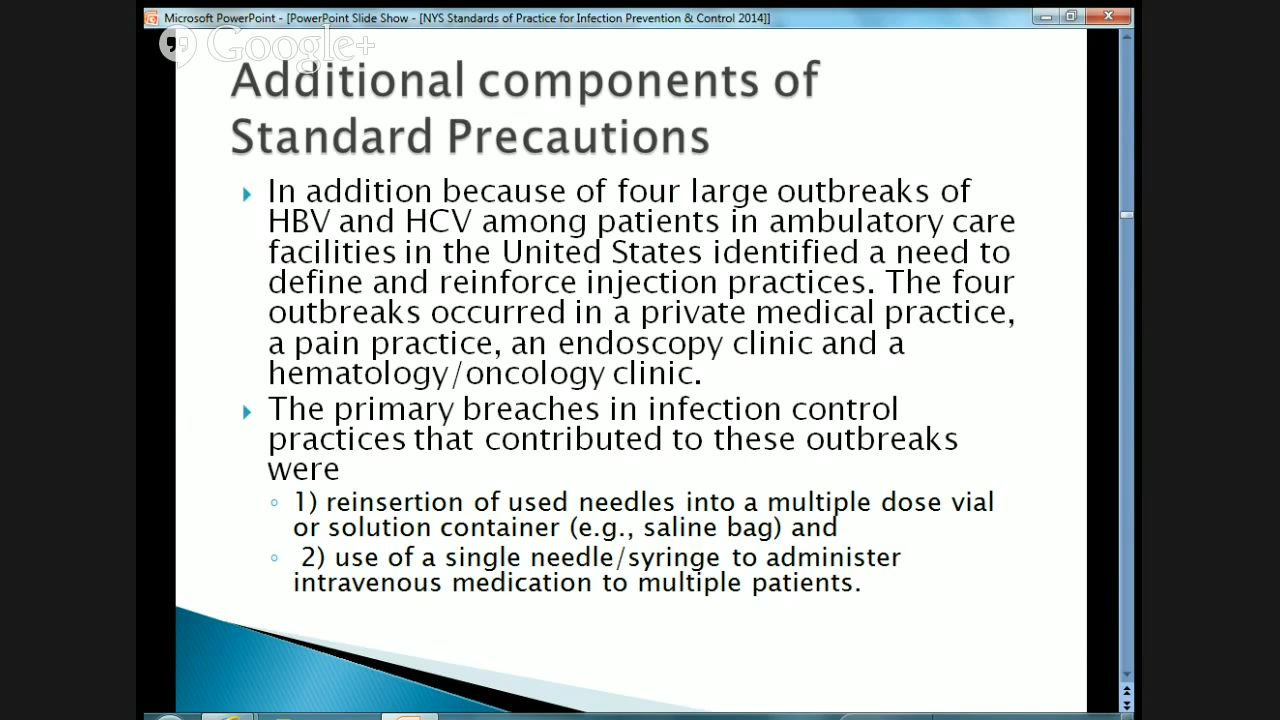 Microsoft PowerPoint - [PowerPoint Slide Show - [NYS Standards of Practice for Infection Prevention & Control 2014]]
Google+
Additional components of
Standard Precautions
In addition because of four large outbreaks of
HBV and HCV among patients in ambulatory care
facilities in the United States identified a need to
define and reinforce injection practices. The four
outbreaks occurred in a private medical practice,
a pain practice, an endoscopy clinic and a
hematology/oncology clinic.
The primary breaches in infection control
practices that contributed to these outbreaks
were
1) reinsertion of used needles into a multiple dose vial
or solution container (e.g., saline bag) and
2) use of a single needle/syringe to administer
intravenous medication to multiple patients.